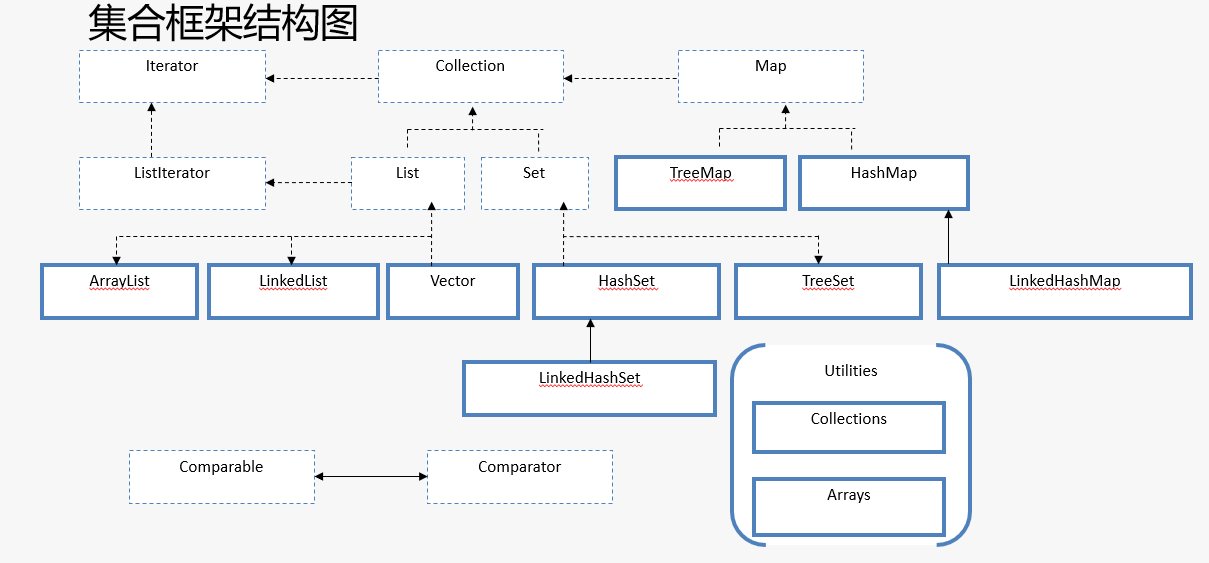 集合框架结构图
Iterator
Collection
Map
ListIterator
List
Set
TreeMap
HashMap
ArrayList
LinkedList
Vector
HashSet
TreeSet
LinkedHashMap
LinkedHashSet
Utilities
Collections
Comparable
Comparator
Arrays